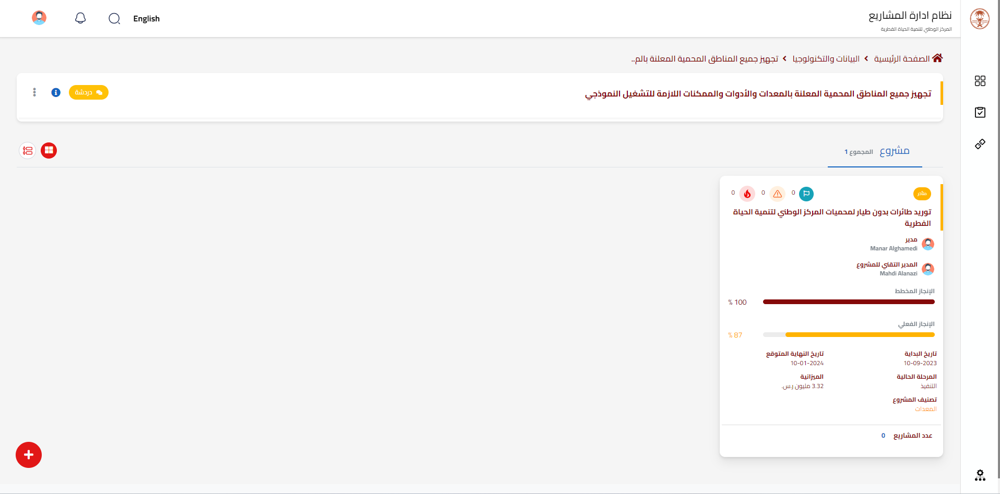 نظام ادارة المشاريع
المركز الوطني لتنمية الحياة الفطرية
English
الصفحة الرئيسية
البيانات والتكنولوجيا
تجهيز جميع المناطق المحمية المعلنة بالم..
تجهيز جميع المناطق المحمية المعلنة بالمعدات والأدوات والممكنات اللازمة للتشغيل النموذجي
دردشة
مشروع المجموع 1
متأخر
0
0
0
توريد طائرات بدون طيار لمحميات المركز الوطني لتنمية الحياة
الفطرية
مدير
Manar Alghamedi
المدير التقني للمشروع
Mahdi Alanazi
الإنجاز المخطط
% 100
الإنجاز الفعلي
% 87
تاريخ البداية
10-09-2023
تاريخ النهاية المتوقع
10-01-2024
المرحلة الحالية
التنفيذ
الميزانية
3.32 مليون ر.س.
تصنيف المشروع
المعدات
عدد المشاريع 0